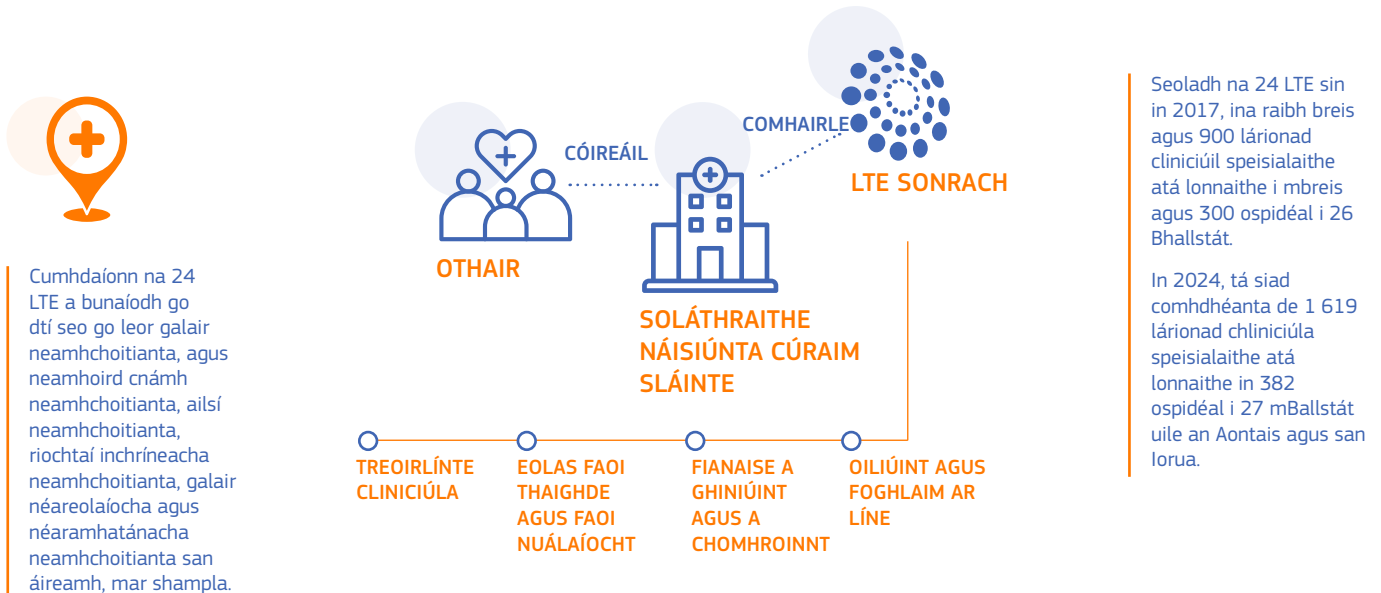 Cumhdaíonn na 24
LTE a bunaíodh go
dtí seo go leor galair
neamhchoitianta, agus
neamhoird cnámh
neamhchoitianta, ailsí
neamhchoitianta,
riochtaí inchríneacha
neamhchoitianta, galair
néareolaíocha agus
néaramhatánacha
neamhchoitianta san
áireamh, mar shampla.
OTHAIR
CÓIREÁIL
SOLÁTHRAITHE
NÁISIÚNTA CÚRAIM
SLÁINTE
COMHAIRLE
LTE SONRACH
TREOIRLÍNTE
CLINICIÚLA
EOLAS FAOI
THAIGHDE
AGUS FAOI
NUÁLAÍOCHT
FIANAISE A
GHINIÚINT
AGUS A
CHOMHROINNT
OILIÚINT AGUS
FOGHLAIM AR
LÍNE
Seoladh na 24 LTE sin
in 2017, ina raibh breis
agus 900 lárionad
cliniciúil speisialaithe
atá lonnaithe i mbreis
agus 300 ospidéal i 26
Bhallstát.
In 2024, tá siad
comhdhéanta de 1 619
lárionad chliniciúla
speisialaithe atá
lonnaithe in 382
ospidéal i 27 mBallstát
uile an Aontais agus san
Iorua.